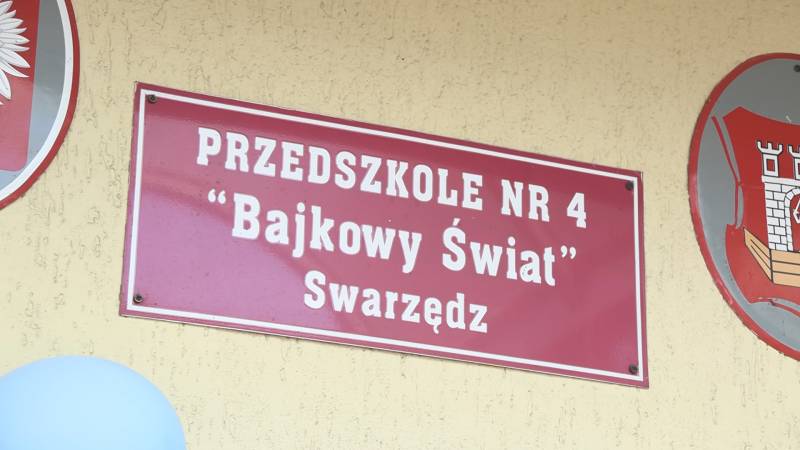 PRZEDSZKOLE NR 4
“Bajkowy Świat”
Swarzędz